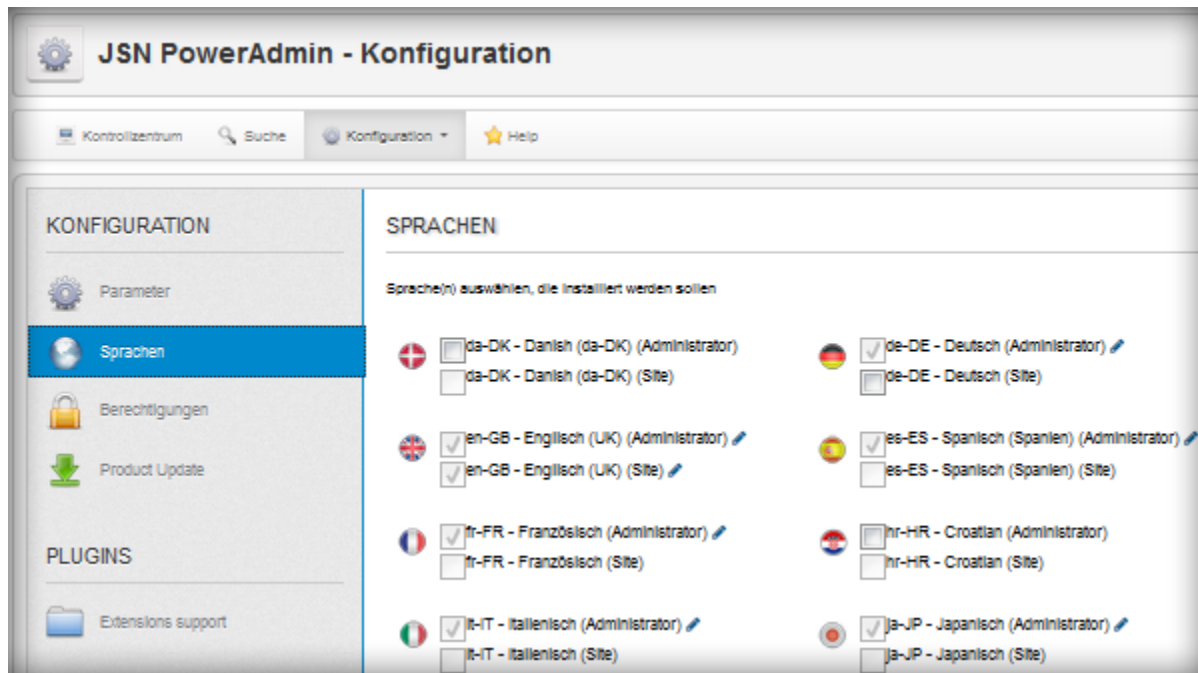 JSN PowerAdmin - Konfiguration
Kontrollzentrum Suche Konfiguration Help
KONFIGURATION
Parameter
Sprachen
Berechtigungen
Product Update
PLUGINS
Extensions support
SPRACHEN
Sprache(n) auswählen, die installiert werden sollen
da-DK - Danish (da-DK) (Administrator)
da-DK - Danish (da-DK) (Site)
de-DE - Deutsch (Administrator)
de-DE - Deutsch (Site)
en-GB - Englisch (UK) (Administrator)
en-GB - Englisch (UK) (Site)
es-ES - Spanisch (Spanien) (Administrator)
es-ES - Spanisch (Spanien) (Site)
fr-FR - Französisch (Administrator)
fr-FR - Französisch (Site)
hr-HR - Croatian (Administrator)
hr-HR - Croatian (Site)
it-IT - Italienisch (Administrator)
it-IT - Italienisch (Site)
ja-JP - Japanisch (Administrator)
ja-JP - Japanisch (Site)